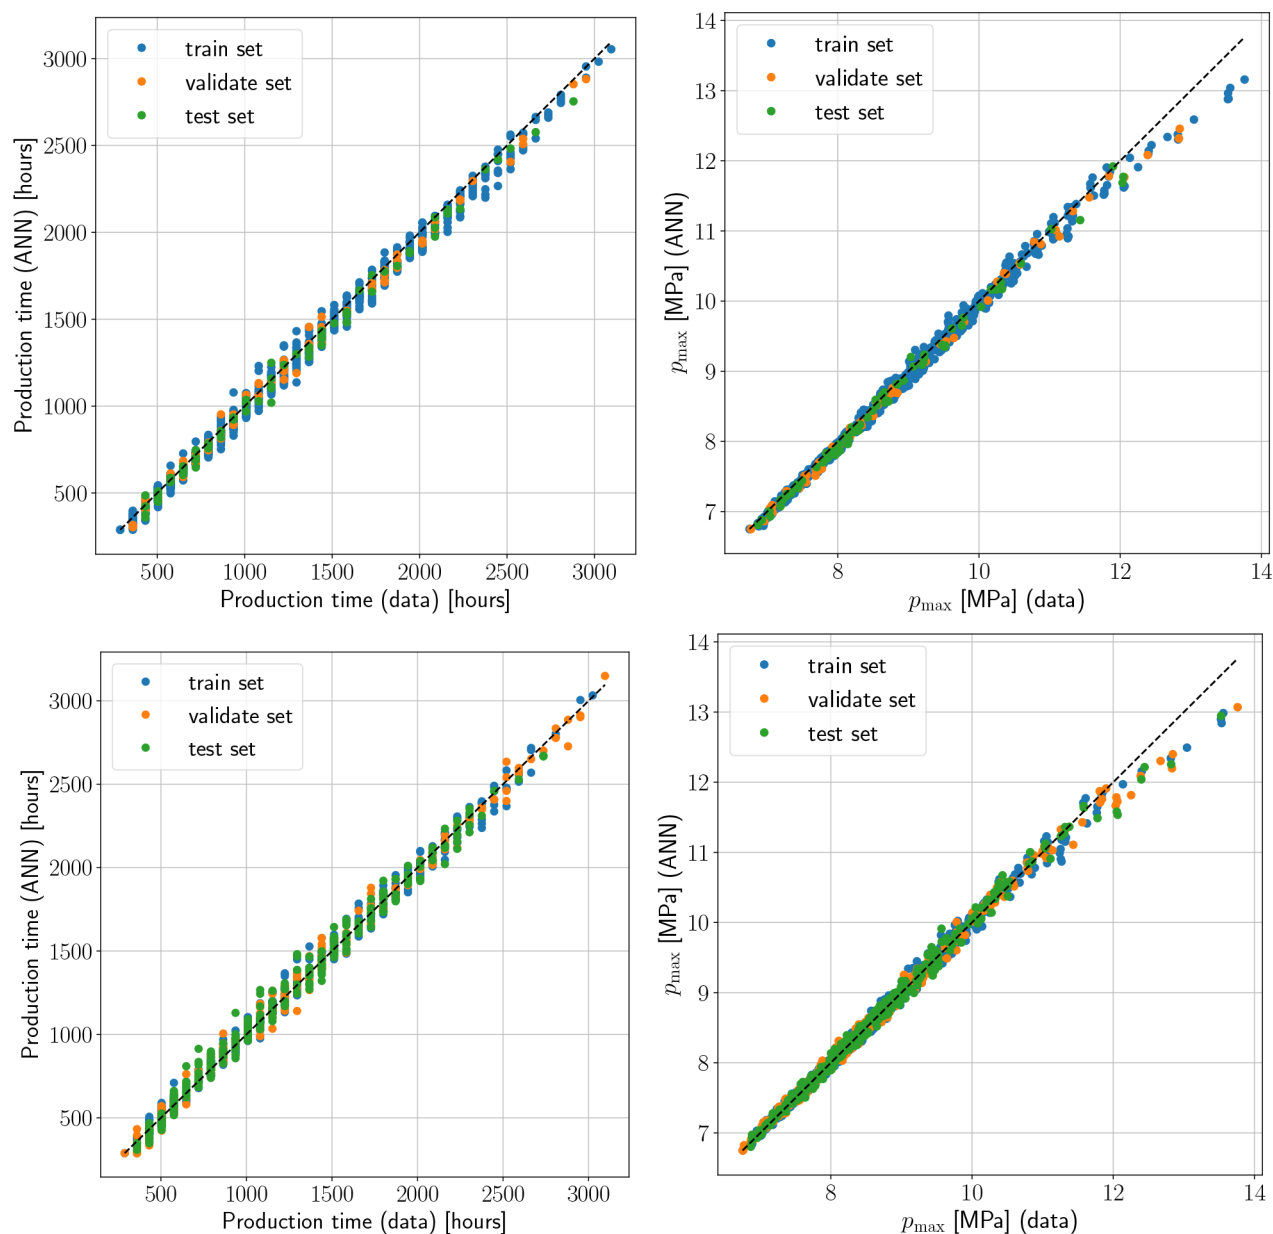 train set
validate set
test set
3000
2500
2000
1500
1000
500
Production time (ANN) [hours]
500 1000 1500 2000 2500 3000
Production time (data) [hours]
train set
validate set
test set
14
13
12
11
10
9
8
7
p_max [MPa] (ANN)
8 10 12 14
p_max [MPa] (data)
train set
validate set
test set
3000
2500
2000
1500
1000
500
Production time (ANN) [hours]
500 1000 1500 2000 2500 3000
Production time (data) [hours]
train set
validate set
test set
14
13
12
11
10
9
8
7
p_max [MPa] (ANN)
8 10 12 14
p_max [MPa] (data)